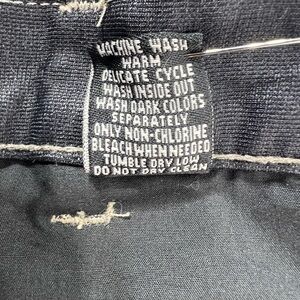 MACHINE WASH
WARM
DELICATE CYCLE
WASH INSIDE OUT
WASH DARK COLORS
SEPARATELY
ONLY NON-CHLORINE
BLEACH WHEN NEEDED
TUMBLE DRY LOW
DO NOT DRY CLEAN